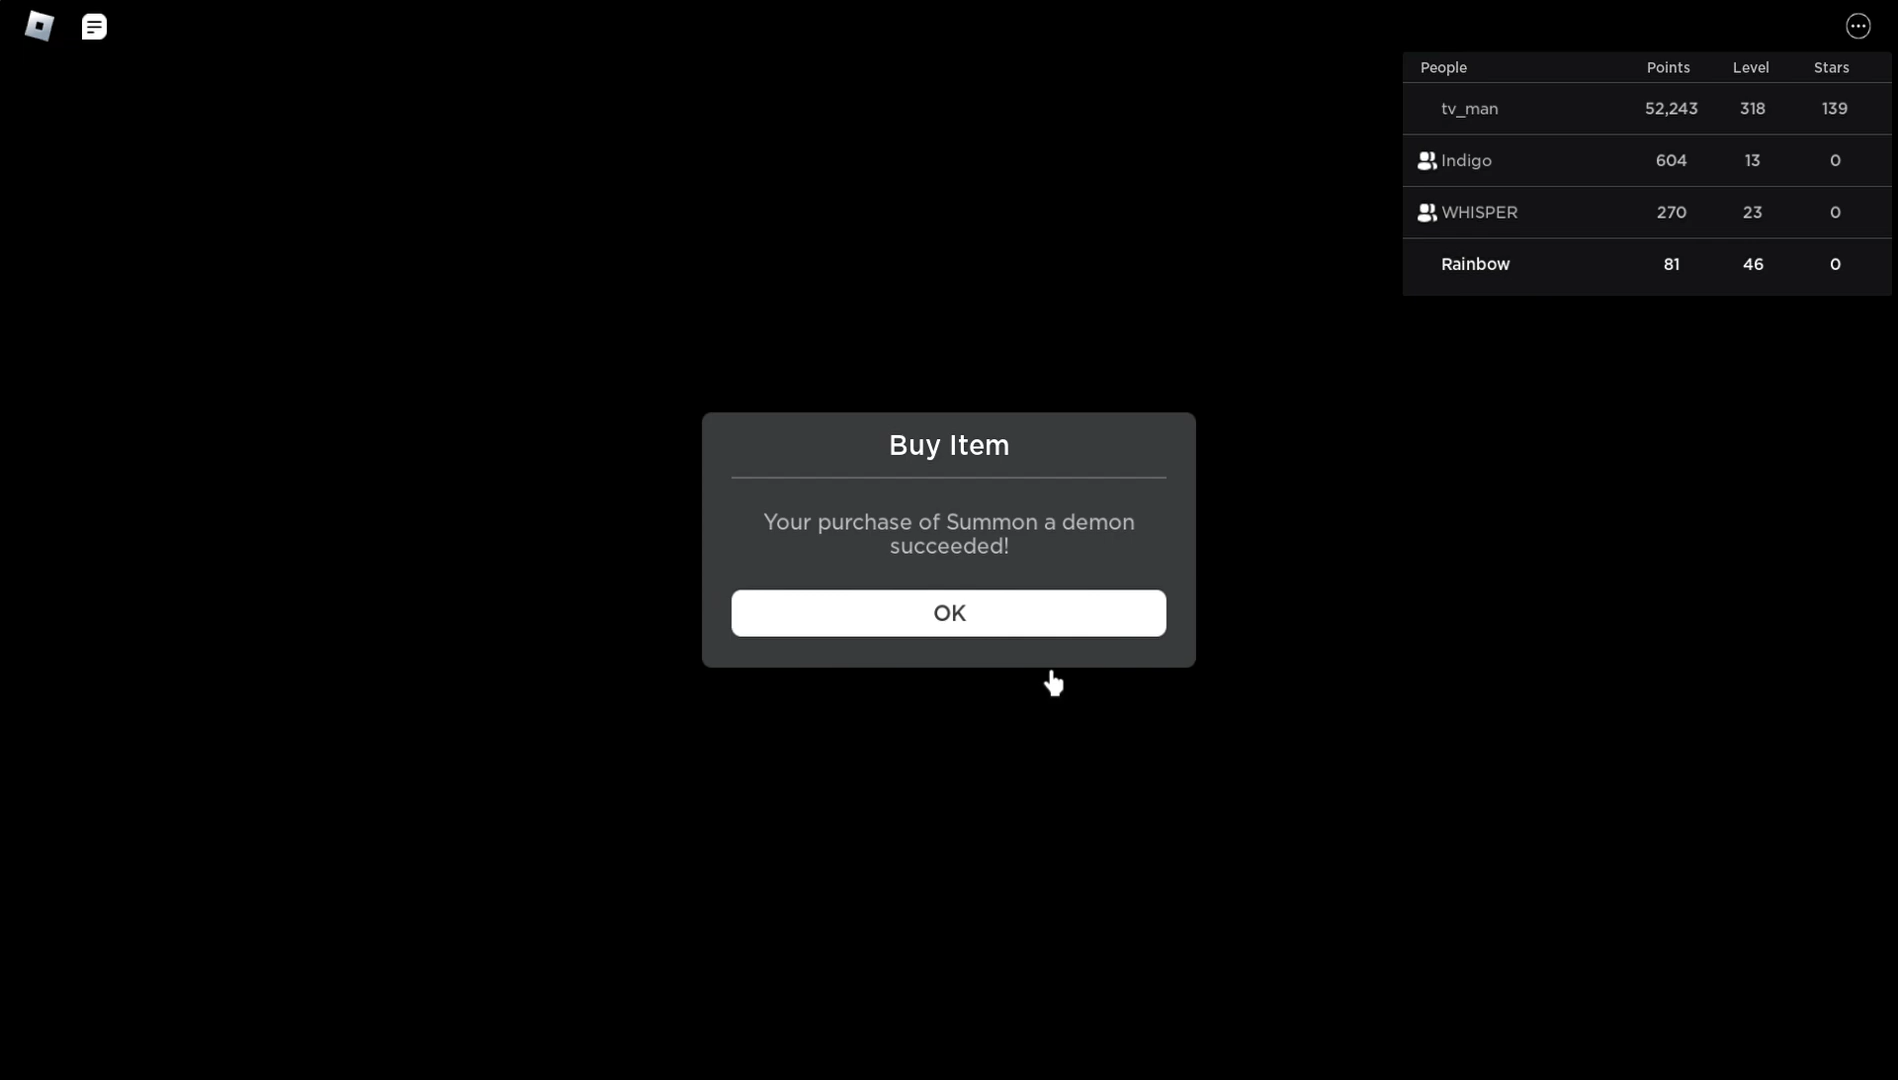 People Points Level Stars
tv_man 52,243 318 139
Indigo 604 13 0
WHISPER 270 23 0
Rainbow 81 46 0
Buy Item
Your purchase of Summon a demon
succeeded!
OK